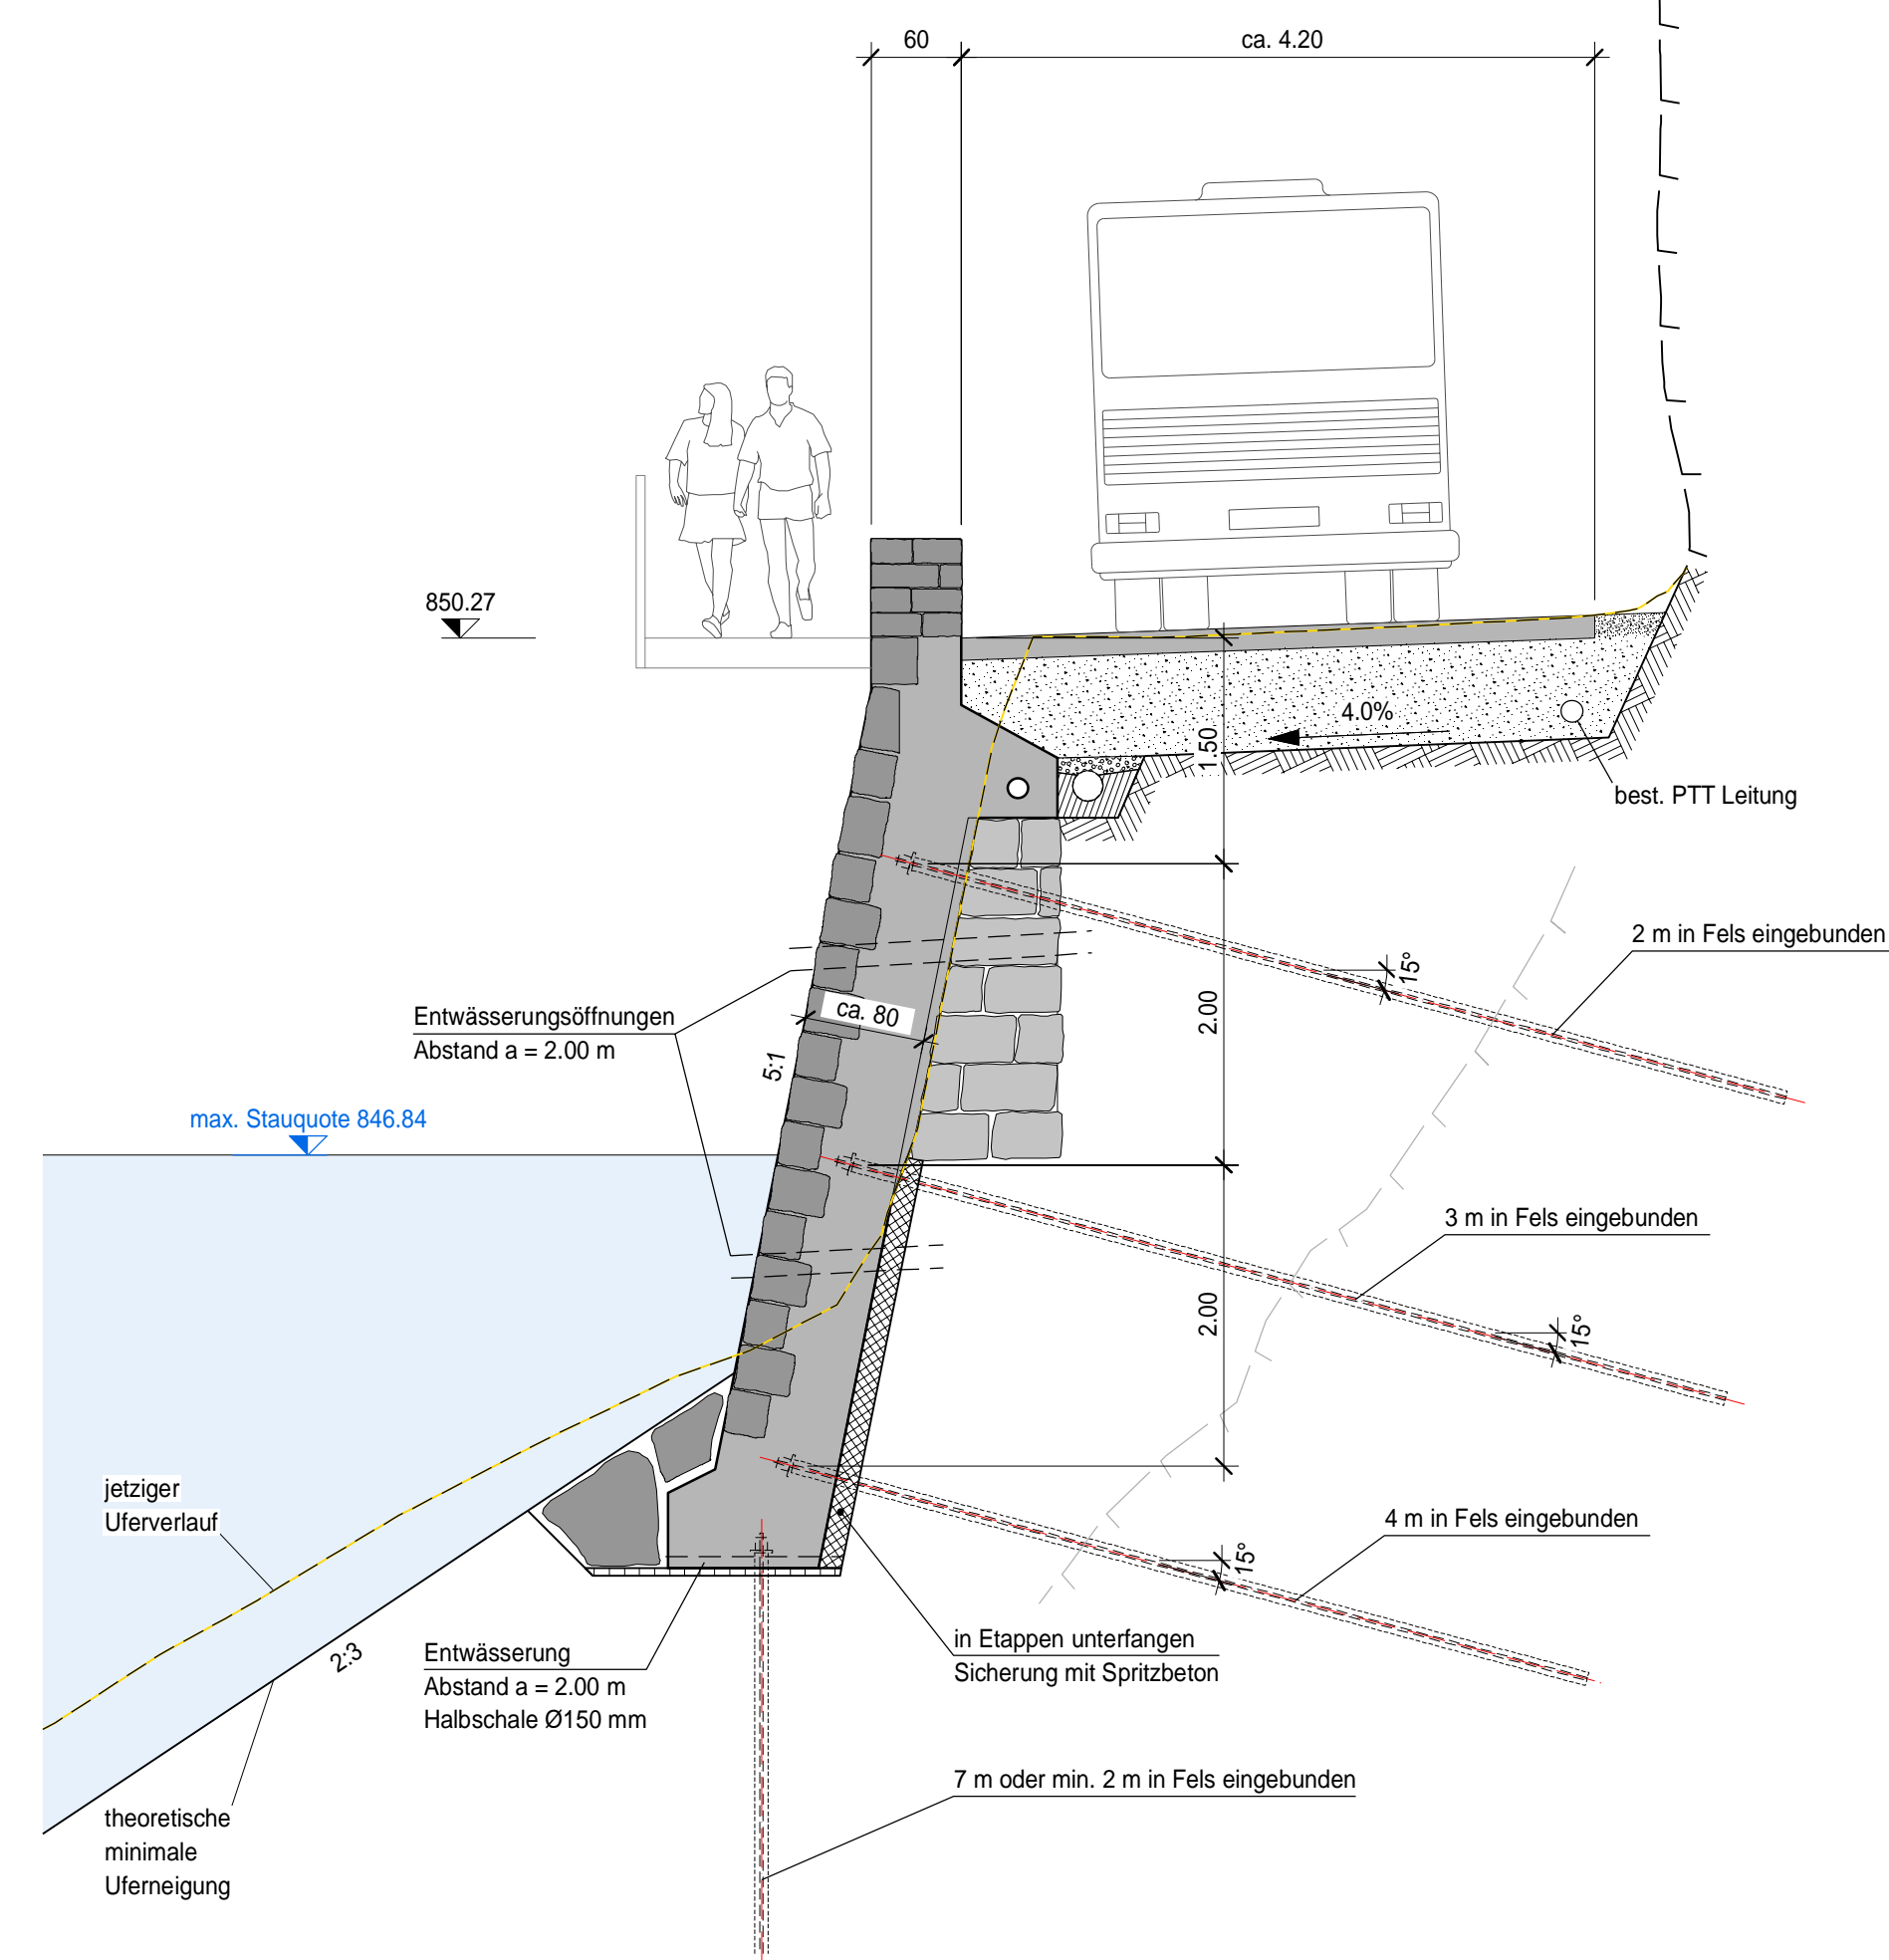 60
ca. 4.20
850.27
4.0%
1.50
best. PTT Leitung
2 m in Fels eingebunden
15°
2.00
ca. 80
Entwässerungsöffnungen
Abstand a = 2.00 m
5:1
max. Stauquote 846.84
3 m in Fels eingebunden
2.00
15°
jetziger
Uferverlauf
4 m in Fels eingebunden
15°
2:3
Entwässerung
Abstand a = 2.00 m
Halbschale Ø150 mm
in Etappen unterfangen
Sicherung mit Spritzbeton
7 m oder min. 2 m in Fels eingebunden
theoretische
minimale
Uferneigung